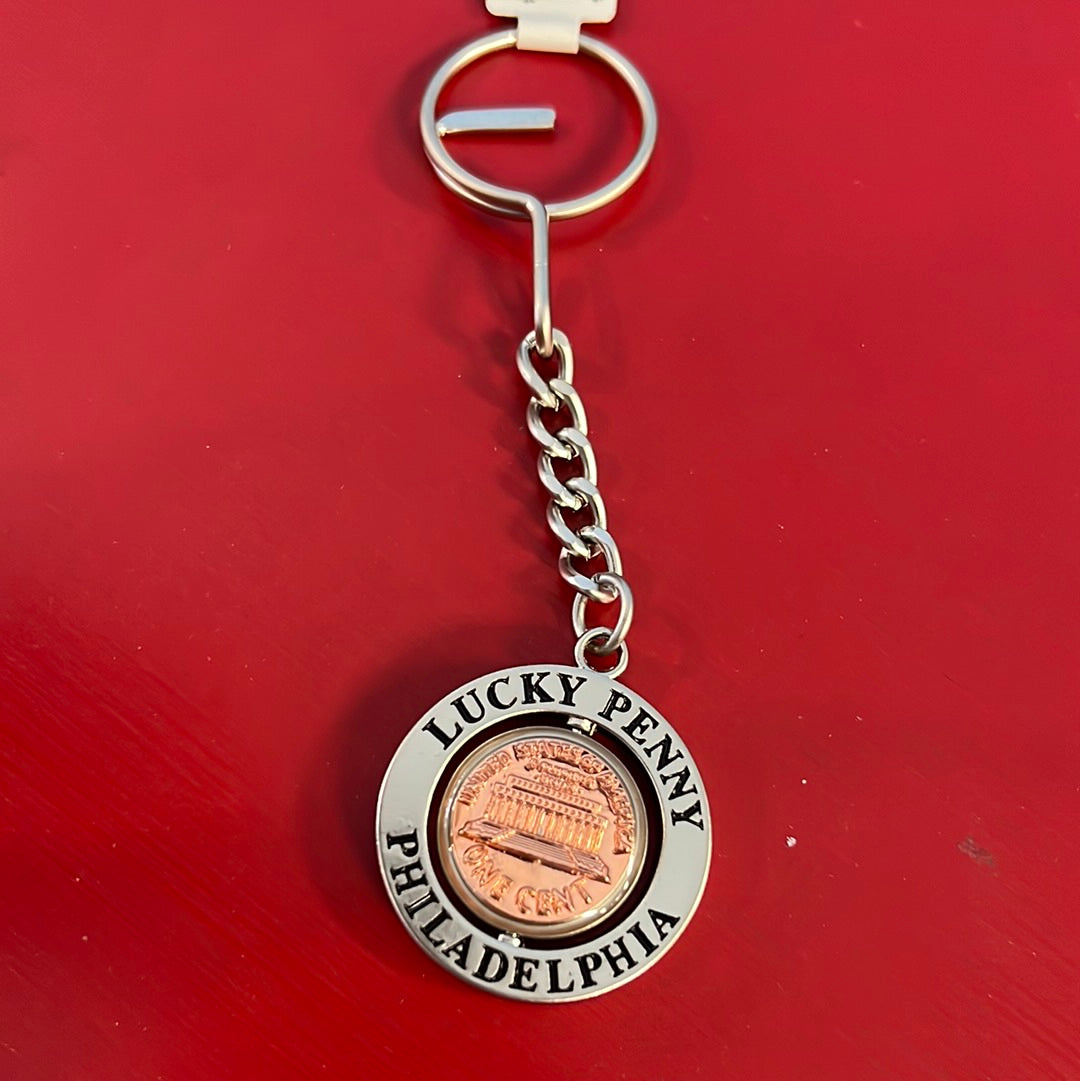 LUCKY PENNY
UNITED STATES OF AMERICA
ONE CENT
PHILADELPHIA